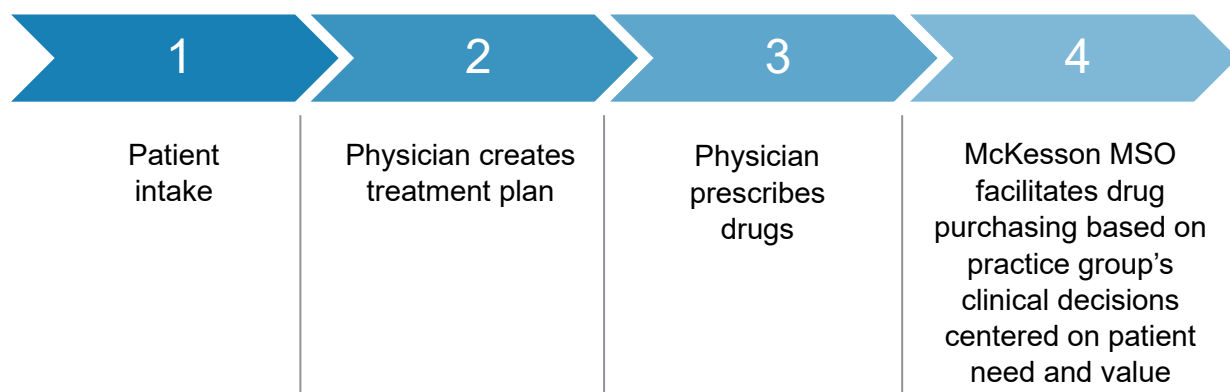 1
2
3
4
Patient
intake
Physician creates
treatment plan
Physician
prescribes
drugs
McKesson MSO
facilitates drug
purchasing based on
practice group’s
clinical decisions
centered on patient
need and value